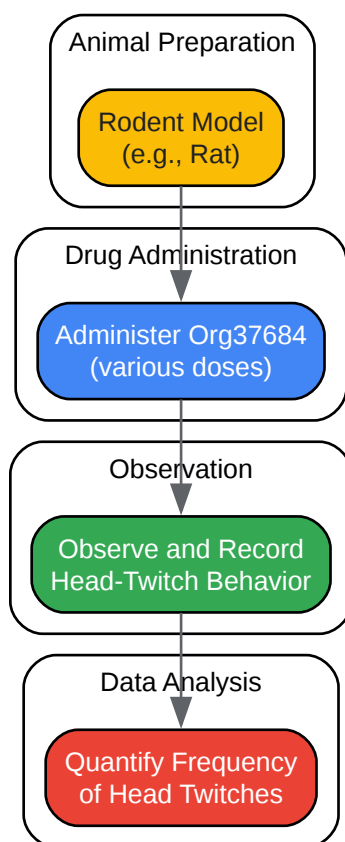 Animal Preparation
Rodent Model
(e.g., Rat)
Drug Administration
Administer Org37684
(various doses)
Observation
Observe and Record
Head-Twitch Behavior
Data Analysis
Quantify Frequency
of Head Twitches